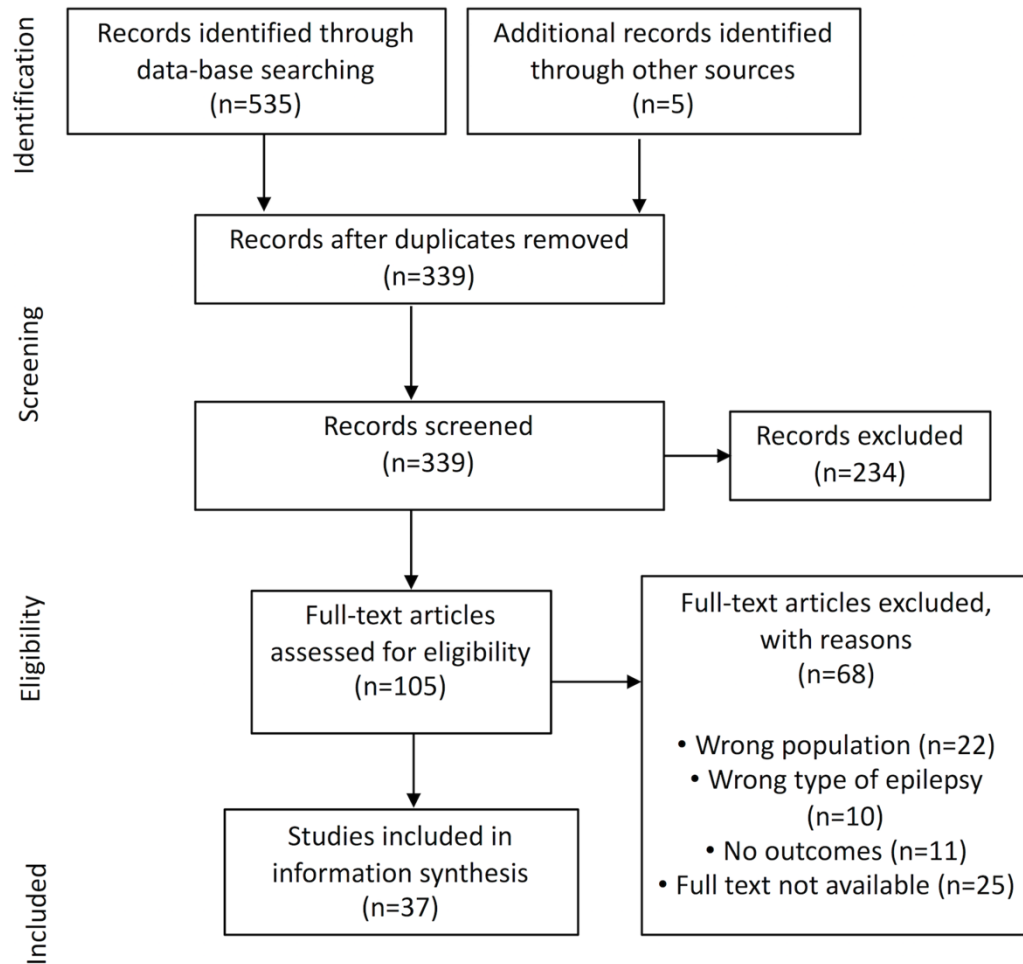 Identification
Records identified through
data-base searching
(n=535)
Additional records identified
through other sources
(n=5)
Records after duplicates removed
(n=339)
Screening
Records screened
(n=339)
Records excluded
(n=234)
Eligibility
Full-text articles
assessed for eligibility
(n=105)
Full-text articles excluded,
with reasons
(n=68)
• Wrong population (n=22)
• Wrong type of epilepsy
(n=10)
• No outcomes (n=11)
• Full text not available (n=25)
Included
Studies included in
information synthesis
(n=37)